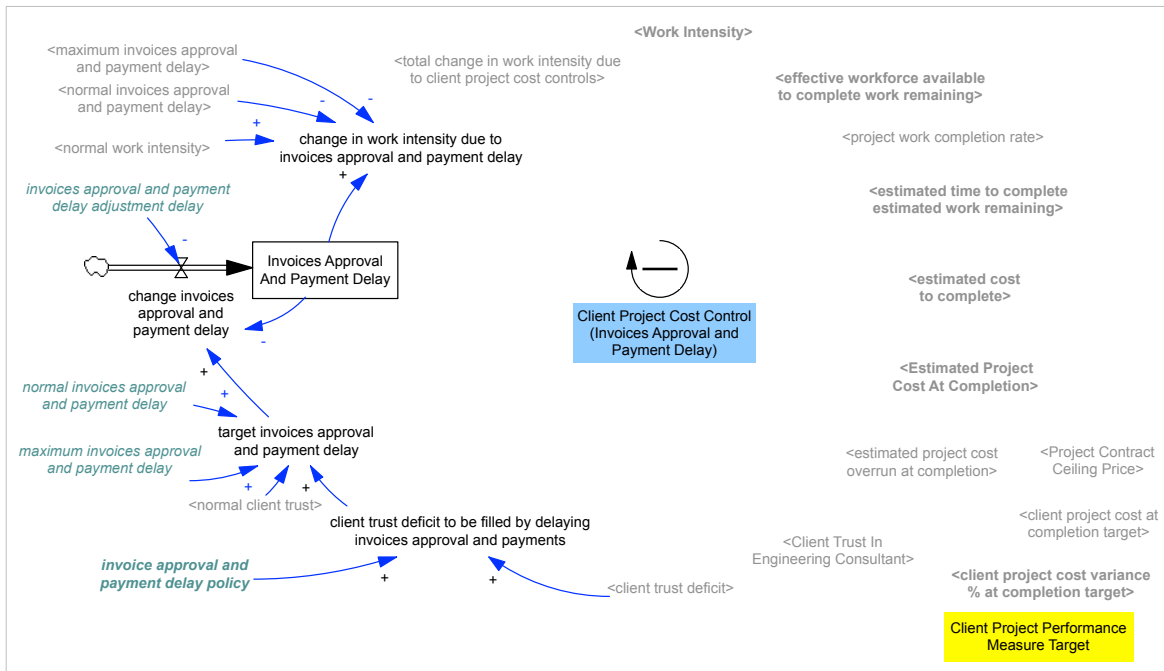 <Work Intensity>
<maximum invoices approval
and payment delay>
<total change in work intensity due
to client project cost controls>
<effective workforce available
to complete work remaining>
<normal invoices approval
and payment delay>
-
-
+
change in work intensity due to
invoices approval and payment delay
<normal work intensity>
<project work completion rate>
+
invoices approval and payment
delay adjustment delay
<estimated time to complete
estimated work remaining>
-
Invoices Approval
And Payment Delay
change invoices
approval and
payment delay
-
<estimated cost
to complete>
Client Project Cost Control
(Invoices Approval and
Payment Delay)
+
<Estimated Project
Cost At Completion>
normal invoices approval
and payment delay
+
target invoices approval
and payment delay
maximum invoices approval
and payment delay
+
+
<normal client trust>
<estimated project cost
overrun at completion>
<Project Contract
Ceiling Price>
client trust deficit to be filled by delaying
invoices approval and payments
<client project cost at
completion target>
<Client Trust In
Engineering Consultant>
invoice approval and
payment delay policy
+
+
<client trust deficit>
<client project cost variance
% at completion target>
Client Project Performance
Measure Target